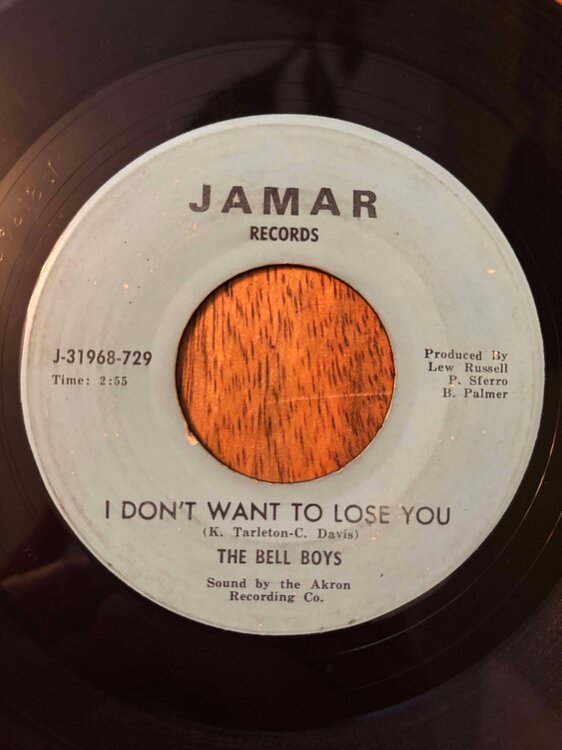 JAMAR
RECORDS
J-31968-729
Time: 2:55
Produced By
Lew Russell
P. Sferro
B. Palmer
I DON'T WANT TO LOSE YOU
(K. Tarleton-C. Davis)
THE BELL BOYS
Sound by the Akron
Recording Co.